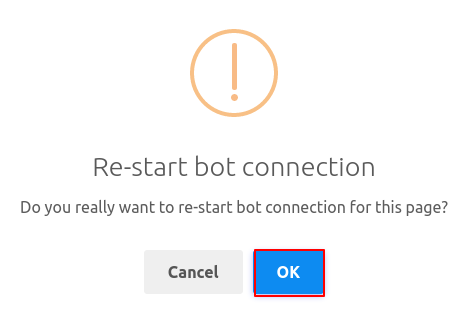 Re-start bot connection
Do you really want to re-start bot connection for this page?
Cancel
OK